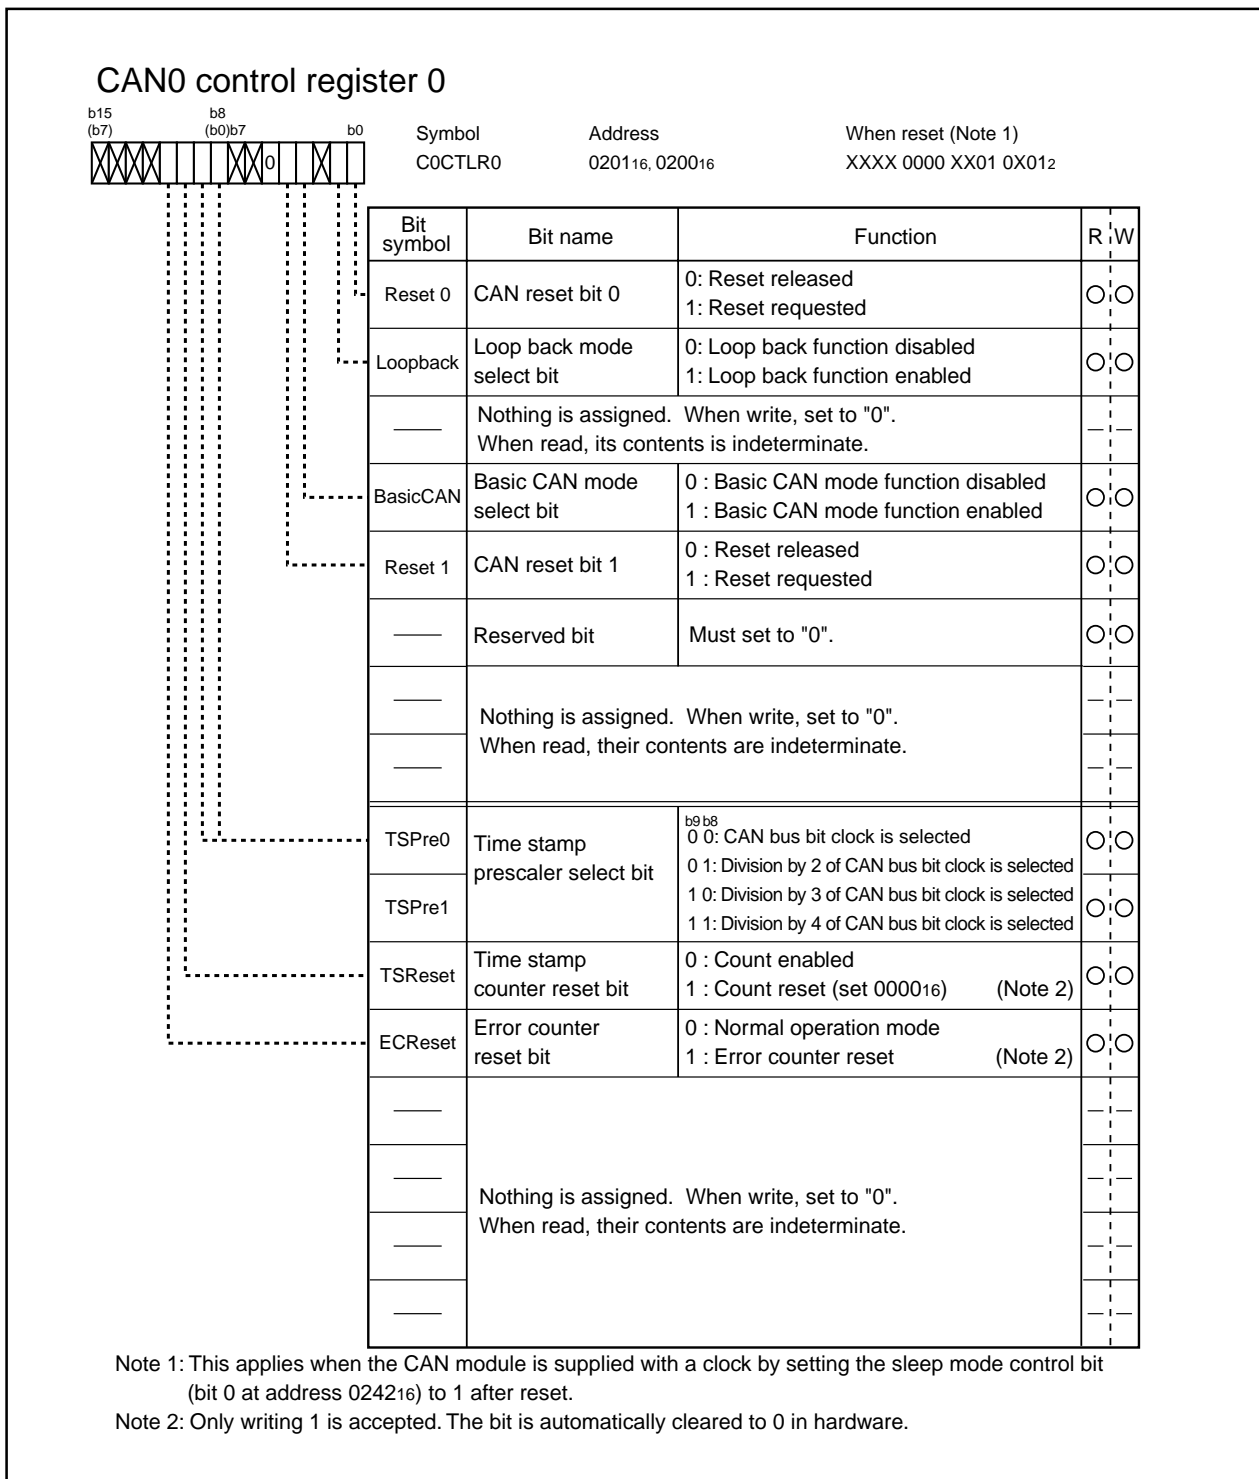 CAN0 control register 0
b15 b8
(b7) (b0)b7 b0
0
Symbol Address When reset (Note 1)
C0CTLR0 020116, 020016 XXXX 0000 XX01 0X012
Bit symbol Bit name Function R W
Reset 0 CAN reset bit 0 0: Reset released
1: Reset requested
Loopback Loop back mode select bit 0: Loop back function disabled
1: Loop back function enabled
Nothing is assigned. When write, set to "0".
When read, its contents is indeterminate.
BasicCAN Basic CAN mode select bit 0 : Basic CAN mode function disabled
1 : Basic CAN mode function enabled
Reset 1 CAN reset bit 1 0 : Reset released
1 : Reset requested
Reserved bit Must set to "0".
Nothing is assigned. When write, set to "0".
When read, their contents are indeterminate.
TSPre0
TSPre1
Time stamp
prescaler select bit
b9 b8
0 0: CAN bus bit clock is selected
0 1: Division by 2 of CAN bus bit clock is selected
1 0: Division by 3 of CAN bus bit clock is selected
1 1: Division by 4 of CAN bus bit clock is selected
TSReset Time stamp counter reset bit 0 : Count enabled
1 : Count reset (set 000016) (Note 2)
ECReset Error counter reset bit 0 : Normal operation mode
1 : Error counter reset (Note 2)
Nothing is assigned. When write, set to "0".
When read, their contents are indeterminate.
Note 1: This applies when the CAN module is supplied with a clock by setting the sleep mode control bit
(bit 0 at address 024216) to 1 after reset.
Note 2: Only writing 1 is accepted. The bit is automatically cleared to 0 in hardware.